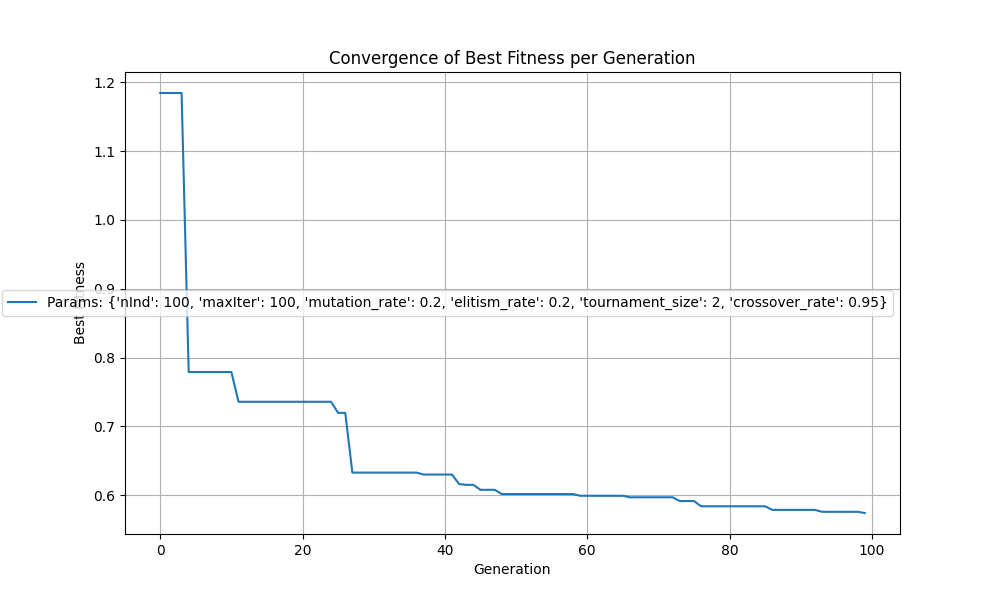 Convergence of Best Fitness per Generation
1.2
1.1
1.0
0.9
0.8
0.7
0.6
Best Fitness
Params: {'nInd': 100, 'maxIter': 100, 'mutation_rate': 0.2, 'elitism_rate': 0.2, 'tournament_size': 2, 'crossover_rate': 0.95}
0 20 40 60 80 100
Generation